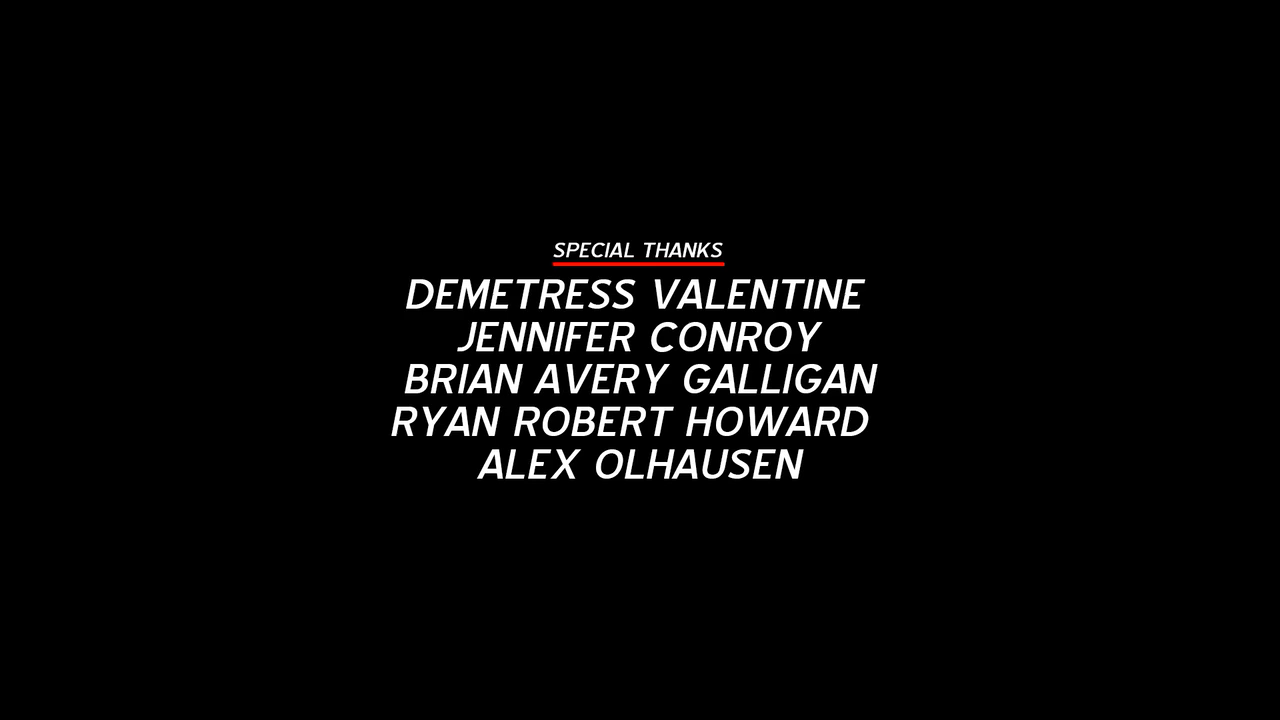 SPECIAL THANKS
DEMETRESS VALENTINE
JENNIFER CONROY
BRIAN AVERY GALLIGAN
RYAN ROBERT HOWARD
ALEX OLHAUSEN